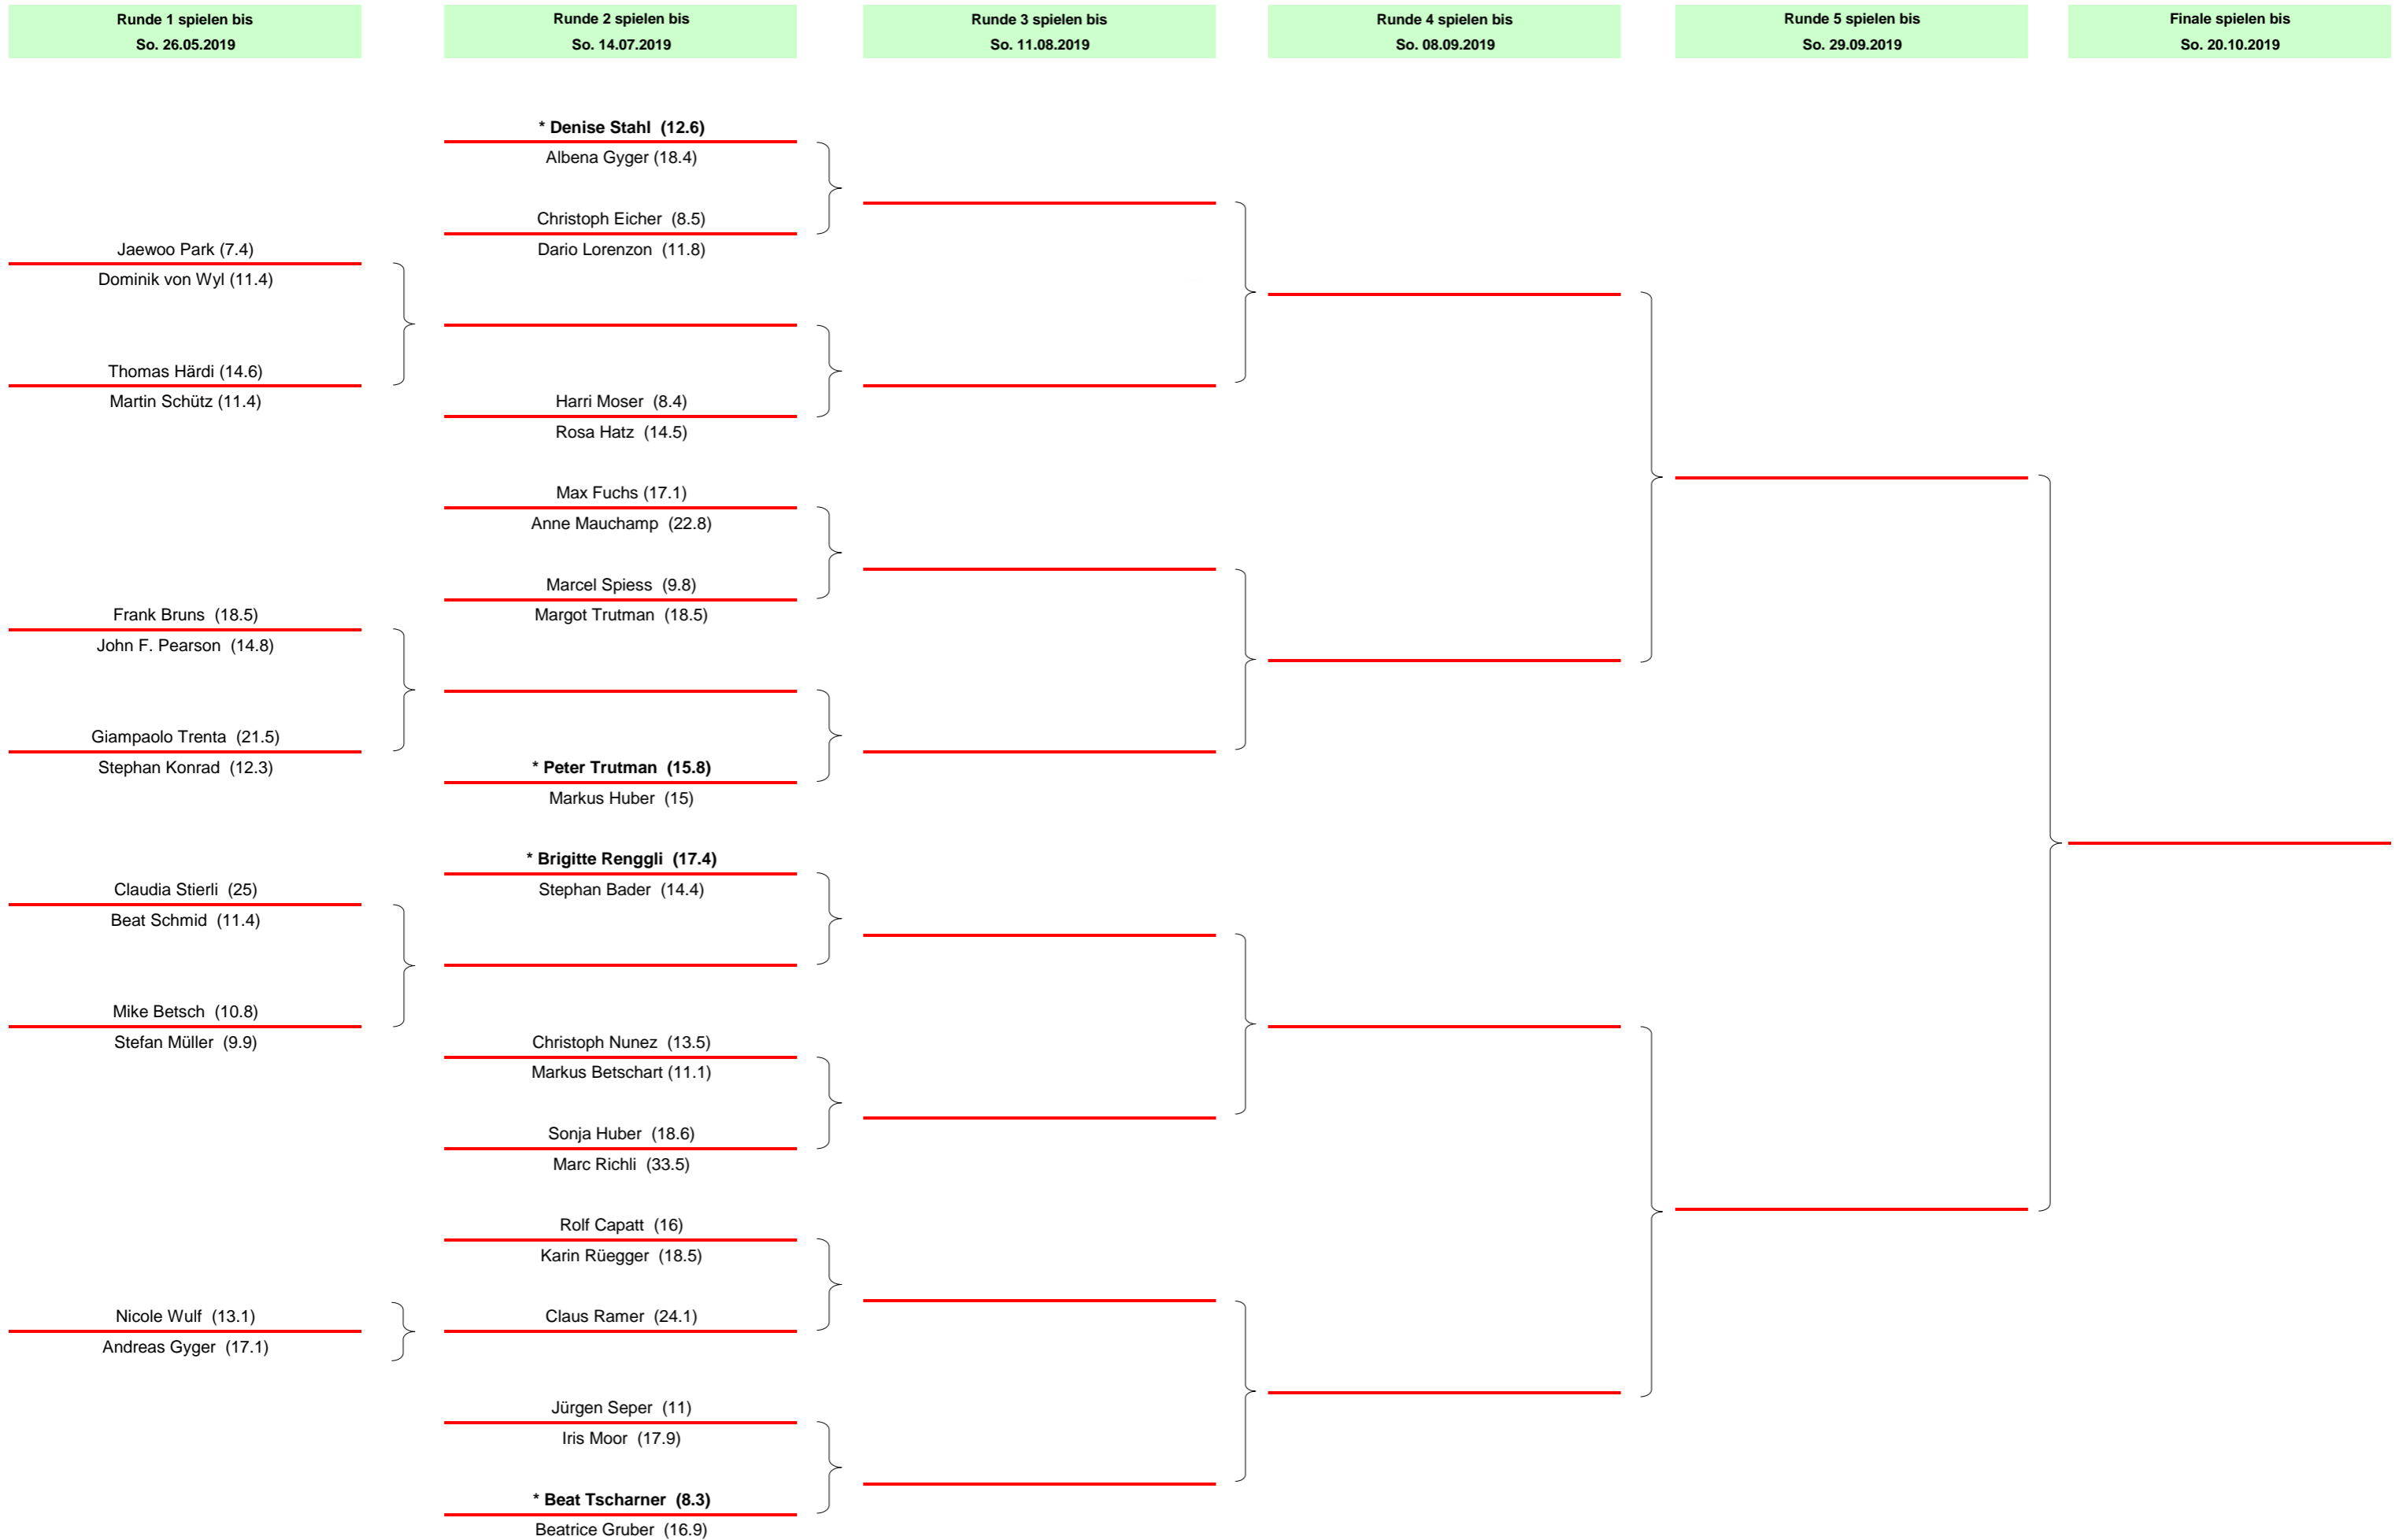 Runde 1 spielen bis
So. 26.05.2019
Runde 2 spielen bis
So. 14.07.2019
Runde 3 spielen bis
So. 11.08.2019
Runde 4 spielen bis
So. 08.09.2019
Runde 5 spielen bis
So. 29.09.2019
Finale spielen bis
So. 20.10.2019
Jaewoo Park (7.4)
Dominik von Wyl (11.4)
Thomas Härdi (14.6)
Martin Schütz (11.4)
Frank Bruns (18.5)
John F. Pearson (14.8)
Giampaolo Trenta (21.5)
Stephan Konrad (12.3)
Claudia Stierli (25)
Beat Schmid (11.4)
Mike Betsch (10.8)
Stefan Müller (9.9)
Nicole Wulf (13.1)
Andreas Gyger (17.1)
* Denise Stahl (12.6)
Albena Gyger (18.4)
Christoph Eicher (8.5)
Dario Lorenzon (11.8)
Harri Moser (8.4)
Rosa Hatz (14.5)
Max Fuchs (17.1)
Anne Mauchamp (22.8)
Marcel Spiess (9.8)
Margot Trutman (18.5)
* Peter Trutman (15.8)
Markus Huber (15)
* Brigitte Renggli (17.4)
Stephan Bader (14.4)
Christoph Nunez (13.5)
Markus Betschart (11.1)
Sonja Huber (18.6)
Marc Richli (33.5)
Rolf Capatt (16)
Karin Rüegger (18.5)
Claus Ramer (24.1)
Jürgen Seper (11)
Iris Moor (17.9)
* Beat Tscharner (8.3)
Beatrice Gruber (16.9)